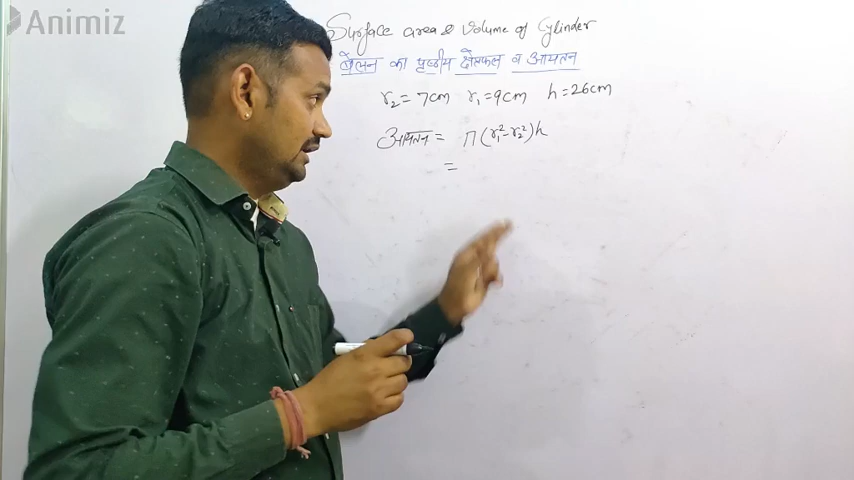 Animiz
Surface area & Volume of Cylinder
बेलन का पृष्ठीय क्षेत्रफल व आयतन
r₂ = 7cm r₁ = 9cm h = 26cm
आयतन = π(r₁² - r₂²)h
=